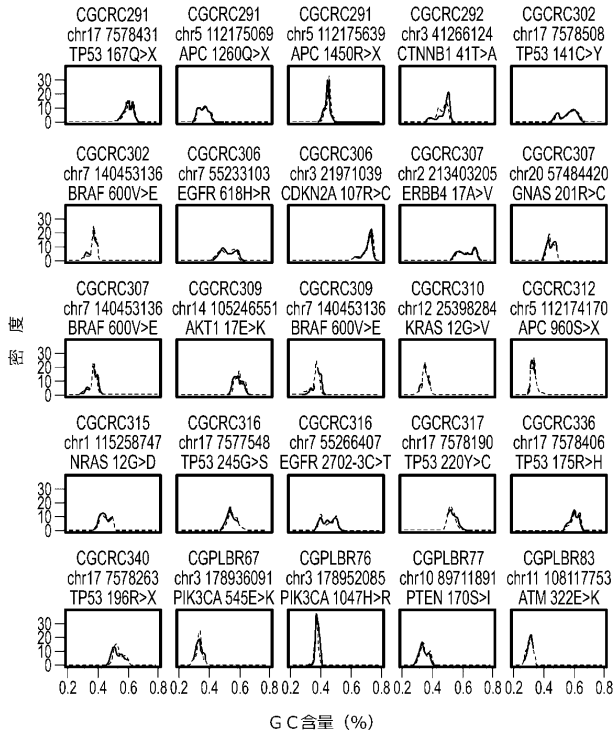 CGCRC291 CGCRC291 CGCRC291 CGCRC292 CGCRC302
chr17 7578431 chr5 112175069 chr5 112175639 chr3 41266124 chr17 7578508
TP53 167Q>X APC 1260Q>X APC 1450R>X CTNNB1 41T>A TP53 141C>Y
30
20
10
0
CGCRC302 CGCRC306 CGCRC306 CGCRC307 CGCRC307
chr7 140453136 chr7 55233103 chr3 21971039 chr2 213403205 chr20 57484420
BRAF 600V>E EGFR 618H>R CDKN2A 107R>C ERBB4 17A>V GNAS 201R>C
30
20
10
0
CGCRC307 CGCRC309 CGCRC309 CGCRC310 CGCRC312
chr7 140453136 chr14 105246551 chr7 140453136 chr12 25398284 chr5 112174170
BRAF 600V>E AKT1 17E>K BRAF 600V>E KRAS 12G>V APC 960S>X
30
20
10
0
密度
CGCRC315 CGCRC316 CGCRC316 CGCRC317 CGCRC336
chr1 115258747 chr17 7577548 chr7 55266407 chr17 7578190 chr17 7578406
NRAS 12G>D TP53 245G>S EGFR 2702-3C>T TP53 220Y>C TP53 175R>H
30
20
10
0
CGCRC340 CGPLBR67 CGPLBR76 CGPLBR77 CGPLBR83
chr17 7578263 chr3 178936091 chr3 178952085 chr10 89711891 chr11 108117753
TP53 196R>X PIK3CA 545E>K PIK3CA 1047H>R PTEN 170S>I ATM 322E>K
30
20
10
0
0.2 0.4 0.6 0.8 0.2 0.4 0.6 0.8 0.2 0.4 0.6 0.8 0.2 0.4 0.6 0.8 0.2 0.4 0.6 0.8
GC含量（%）